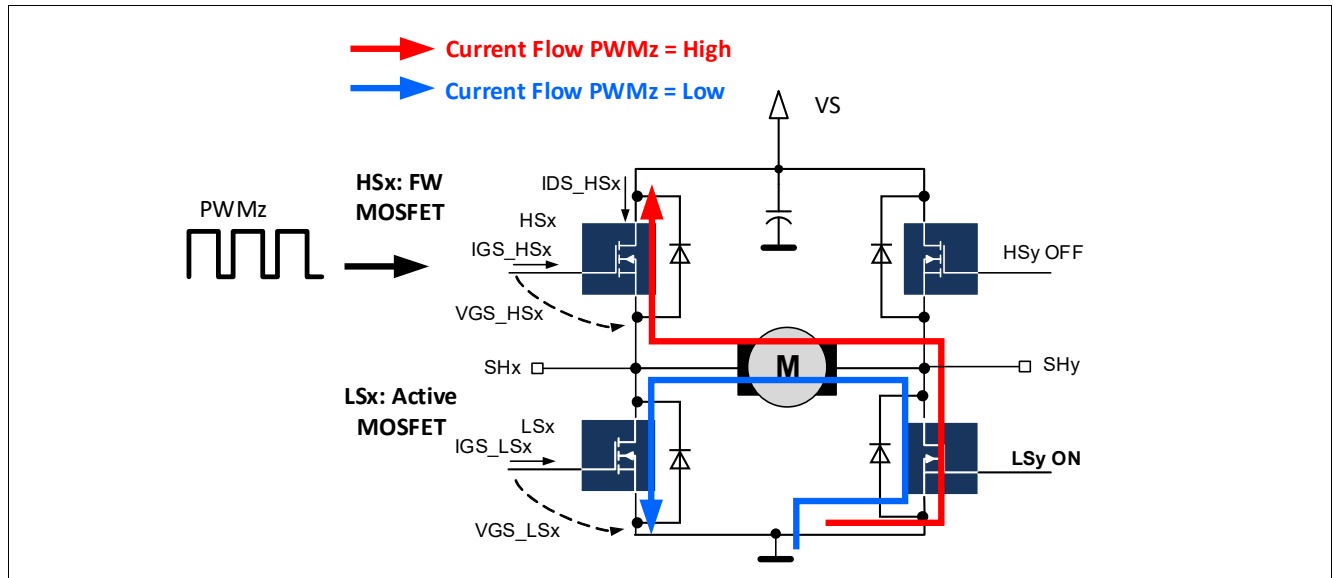 Current Flow PWMz = High
Current Flow PWMz = Low
VS
PWMz
HSx: FW
MOSFET
IDS_HSx
HSx
IGS_HSx
VGS_HSx
HSy OFF
SHx
M
SHy
LSx: Active
MOSFET
LSx
IGS_LSx
VGS_LSx
LSy ON